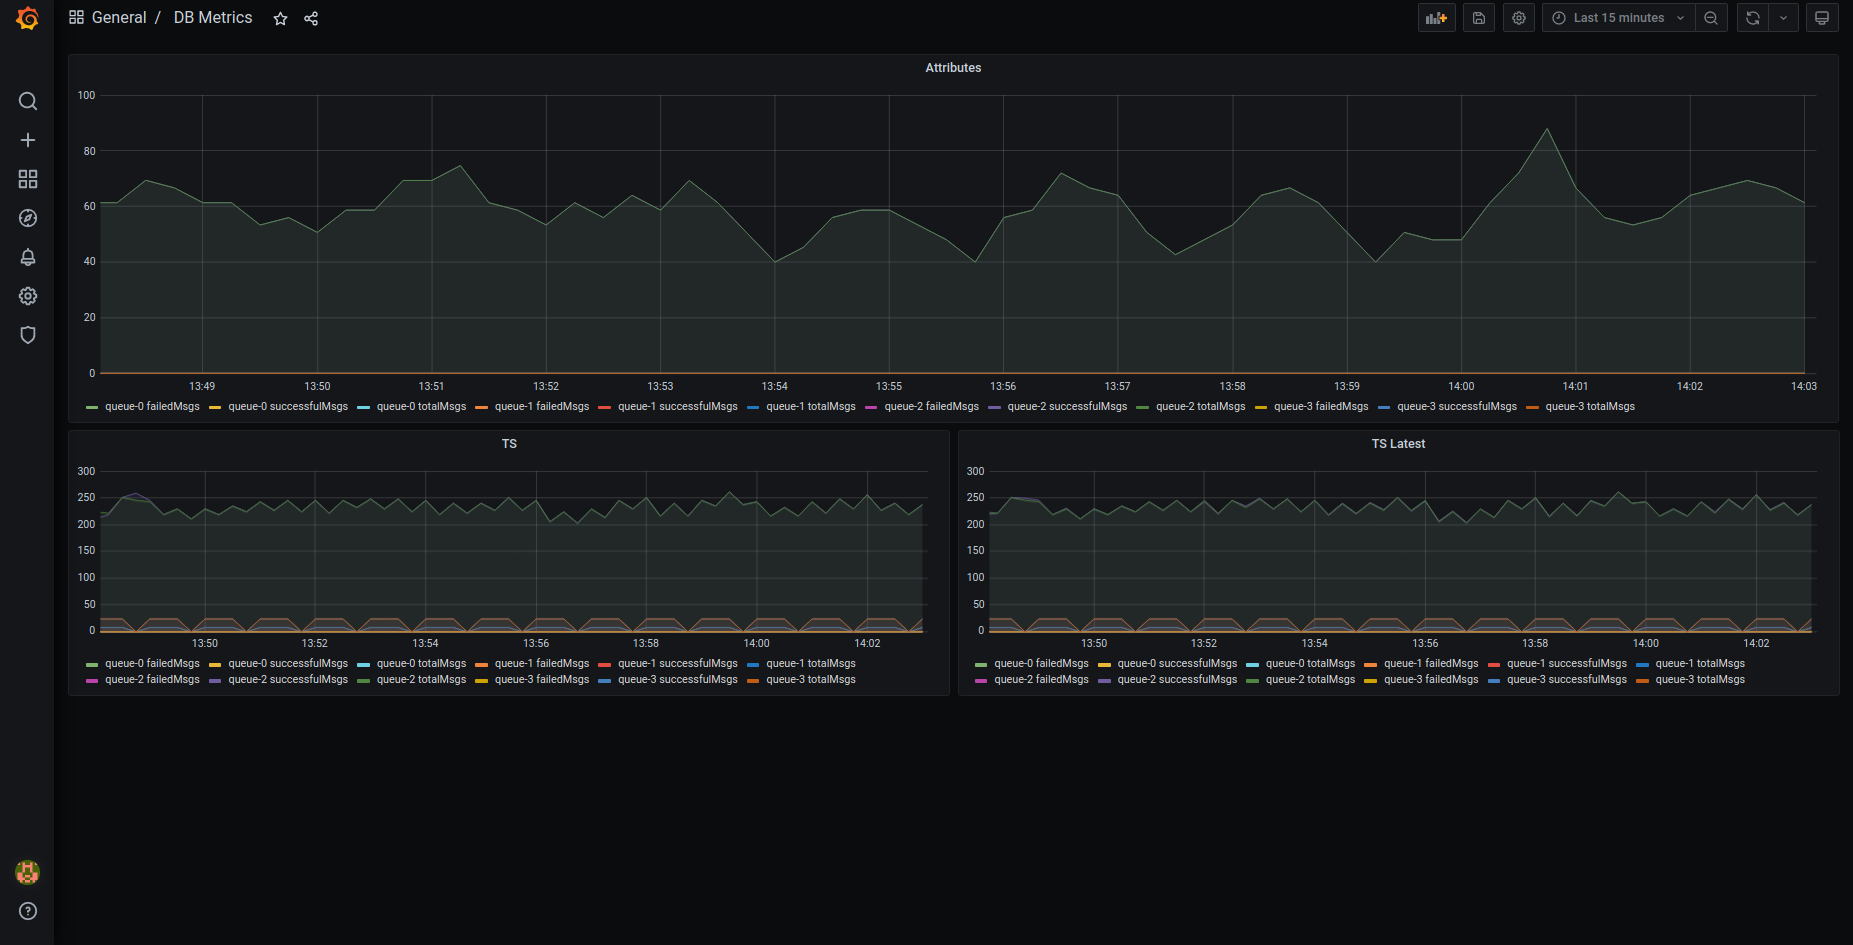 General / DB Metrics
Last 15 minutes
Attributes
100
80
60
40
20
0
13:49 13:50 13:51 13:52 13:53 13:54 13:55 13:56 13:57 13:58 13:59 14:00 14:01 14:02 14:03
queue-0 failedMsgs queue-0 successfulMsgs queue-0 totalMsgs queue-1 failedMsgs queue-1 successfulMsgs queue-1 totalMsgs queue-2 failedMsgs queue-2 successfulMsgs queue-2 totalMsgs queue-3 failedMsgs queue-3 successfulMsgs queue-3 totalMsgs
TS
300
250
200
150
100
50
0
13:50 13:52 13:54 13:56 13:58 14:00 14:02
queue-0 failedMsgs queue-0 successfulMsgs queue-0 totalMsgs queue-1 failedMsgs queue-1 successfulMsgs queue-1 totalMsgs
queue-2 failedMsgs queue-2 successfulMsgs queue-2 totalMsgs queue-3 failedMsgs queue-3 successfulMsgs queue-3 totalMsgs
TS Latest
300
250
200
150
100
50
0
13:50 13:52 13:54 13:56 13:58 14:00 14:02
queue-0 failedMsgs queue-0 successfulMsgs queue-0 totalMsgs queue-1 failedMsgs queue-1 successfulMsgs queue-1 totalMsgs
queue-2 failedMsgs queue-2 successfulMsgs queue-2 totalMsgs queue-3 failedMsgs queue-3 successfulMsgs queue-3 totalMsgs